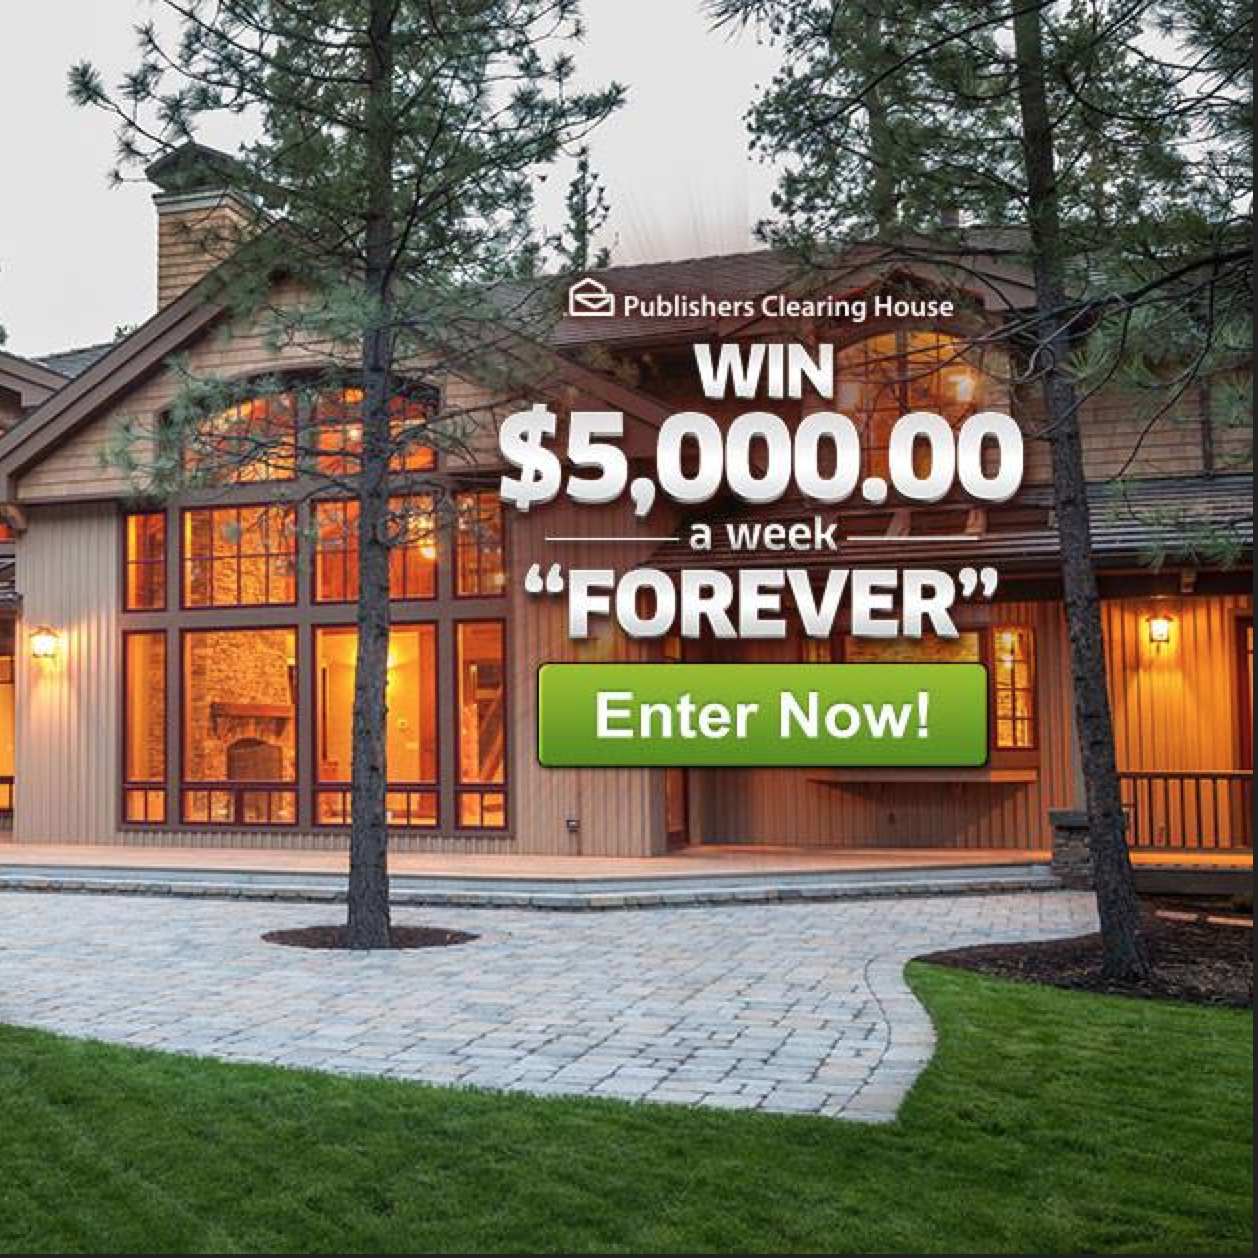 Publishers Clearing House
WIN
$5,000.00
a week
“FOREVER”
Enter Now!